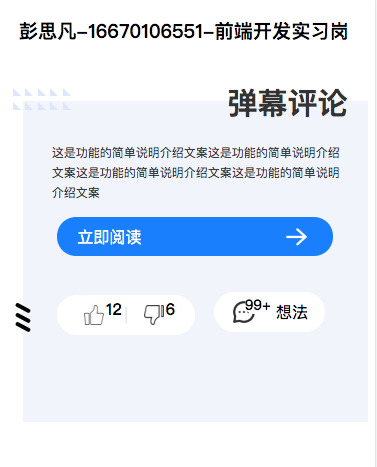 彭思凡-16670106551-前端开发实习岗
弹幕评论
这是功能的简单说明介绍文案这是功能的简单说明介绍
文案这是功能的简单说明介绍文案这是功能的简单说明
介绍文案
立即阅读
12 6 99+ 想法